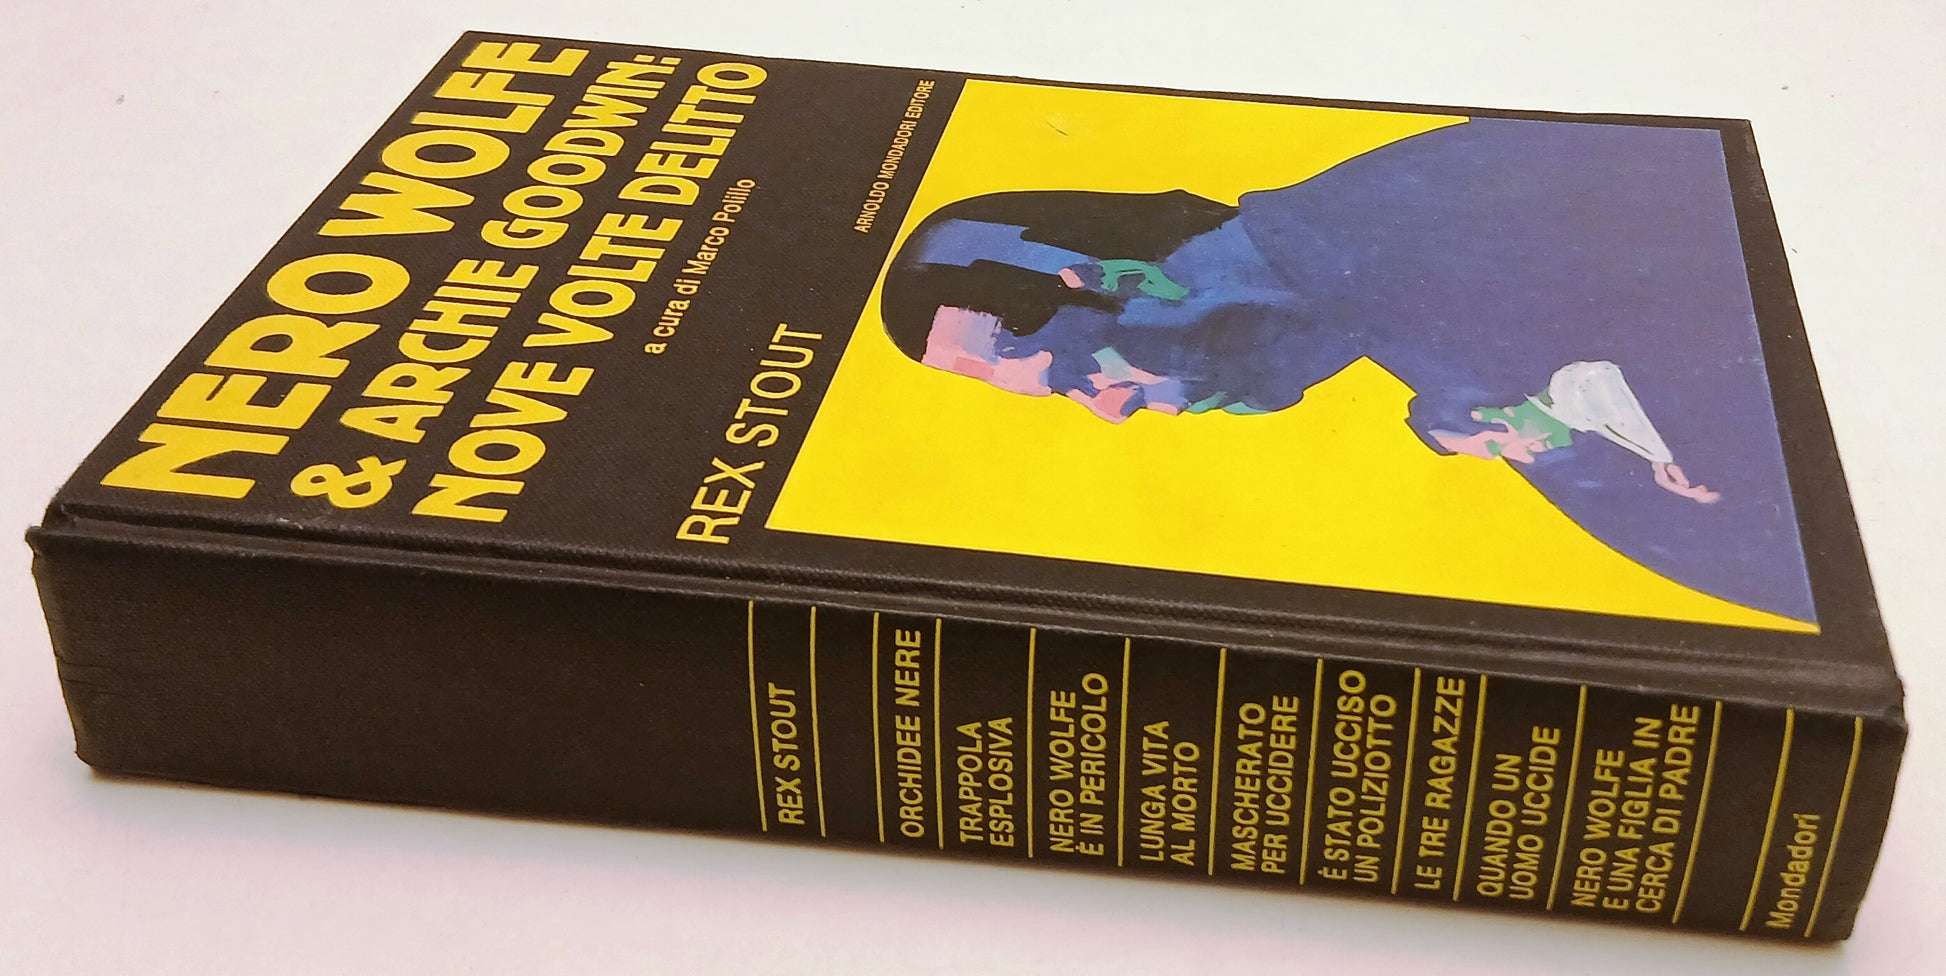 NERO WOLFE
& ARCHIE GOODWIN:
NOVE VOLTE DELITTO
a cura di Marco Polillo
REX STOUT
ARNOLDO MONDADORI EDITORE
REX STOUT
ORCHIDEE NERE
TRAPPOLA
ESPLOSIVA
NERO WOLFE
È IN PERICOLO
LUNGA VITA
AL MORTO
MASCHERATO
PER UCCIDERE
È STATO UCCISO
UN POLIZIOTTO
LE TRE RAGAZZE
QUANDO UN
UOMO UCCIDE
NERO WOLFE
E UNA FIGLIA IN
CERCA DI PADRE
Mondadori